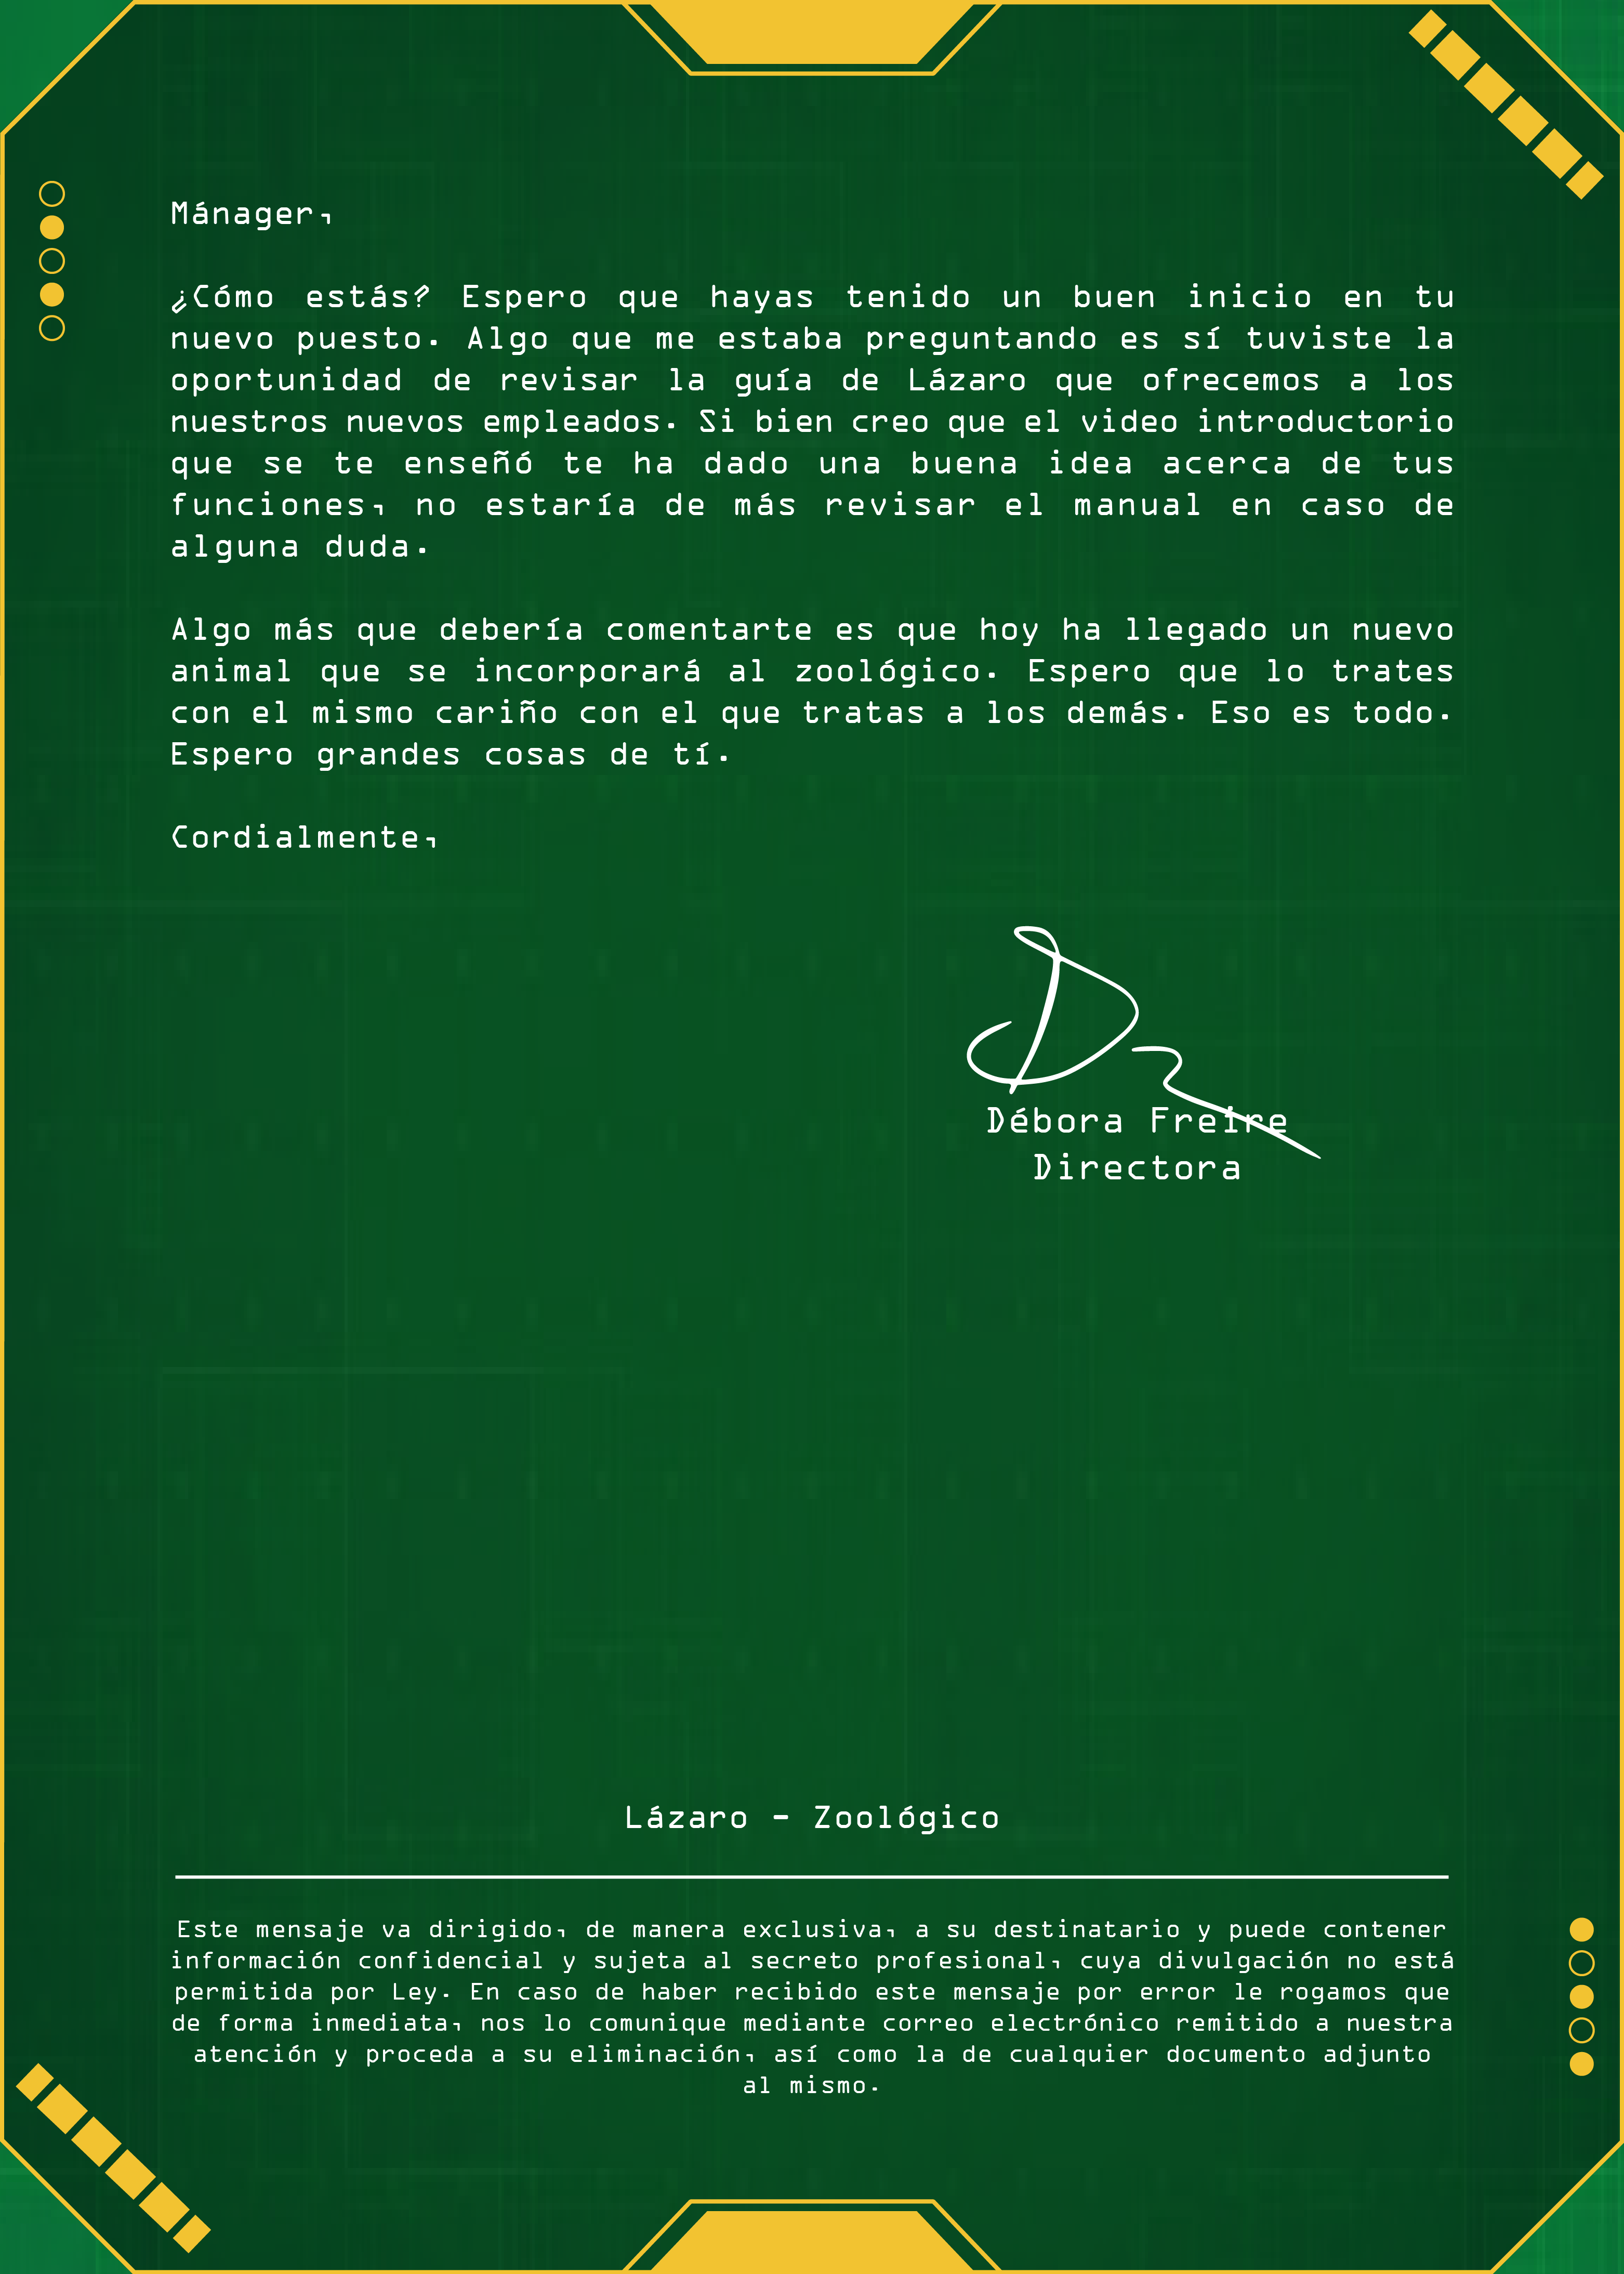 Mánager,
¿Cómo estás? Espero que hayas tenido un buen inicio en tu
nuevo puesto. Algo que me estaba preguntando es sí tuviste la
oportunidad de revisar la guía de Lázaro que ofrecemos a los
nuestros nuevos empleados. Si bien creo que el video introductorio
que se te enseñó te ha dado una buena idea acerca de tus
funciones, no estaría de más revisar el manual en caso de
alguna duda.
Algo más que debería comentarte es que hoy ha llegado un nuevo
animal que se incorporará al zoológico. Espero que lo trates
con el mismo cariño con el que tratas a los demás. Eso es todo.
Espero grandes cosas de tí.
Cordialmente,
Débora Freire
Directora
Lázaro - Zoológico
Este mensaje va dirigido, de manera exclusiva, a su destinatario y puede contener
información confidencial y sujeta al secreto profesional, cuya divulgación no está
permitida por Ley. En caso de haber recibido este mensaje por error le rogamos que
de forma inmediata, nos lo comunique mediante correo electrónico remitido a nuestra
atención y proceda a su eliminación, así como la de cualquier documento adjunto
al mismo.